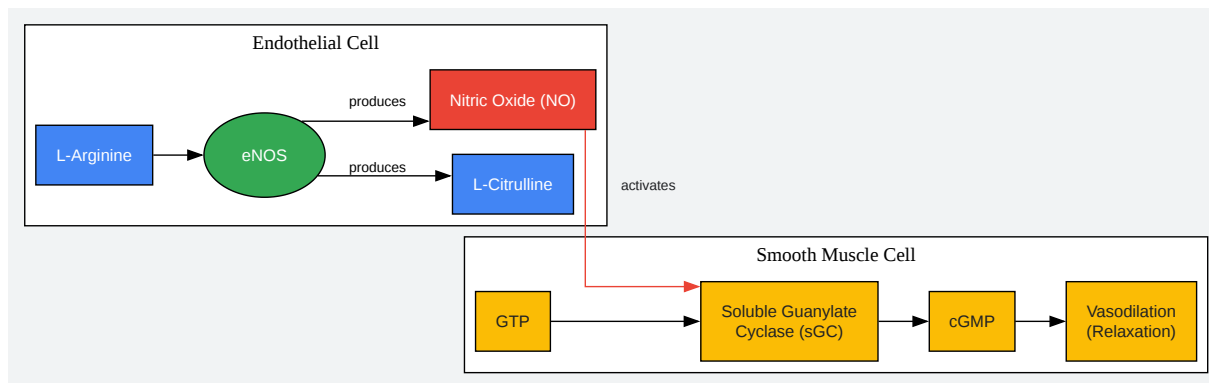 Endothelial Cell
L-Arginine
eNOS
produces
Nitric Oxide (NO)
produces
L-Citrulline
activates
Smooth Muscle Cell
GTP
Soluble Guanylate
Cyclase (sGC)
cGMP
Vasodilation
(Relaxation)